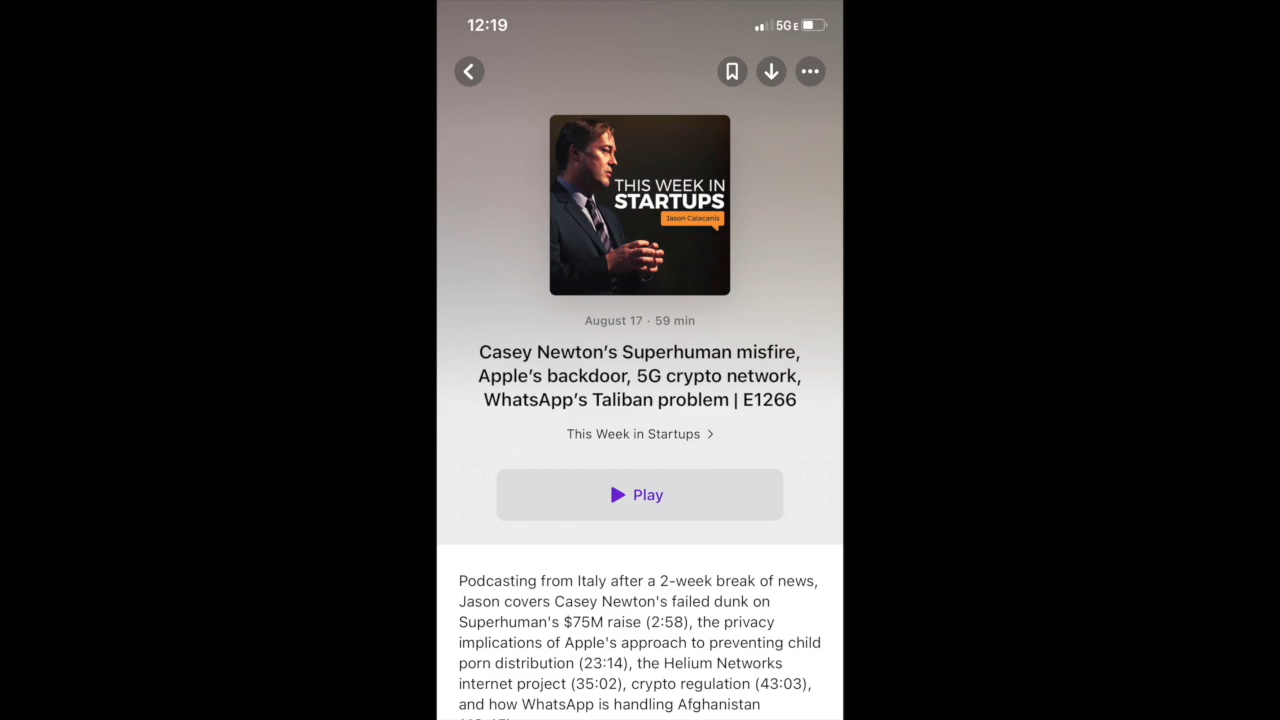 12:19
5GE
THIS WEEK IN
STARTUPS
Jason Calacanis
August 17 · 59 min
Casey Newton’s Superhuman misfire,
Apple’s backdoor, 5G crypto network,
WhatsApp’s Taliban problem | E1266
This Week in Startups
Play
Podcasting from Italy after a 2-week break of news,
Jason covers Casey Newton's failed dunk on
Superhuman's $75M raise (2:58), the privacy
implications of Apple's approach to preventing child
porn distribution (23:14), the Helium Networks
internet project (35:02), crypto regulation (43:03),
and how WhatsApp is handling Afghanistan